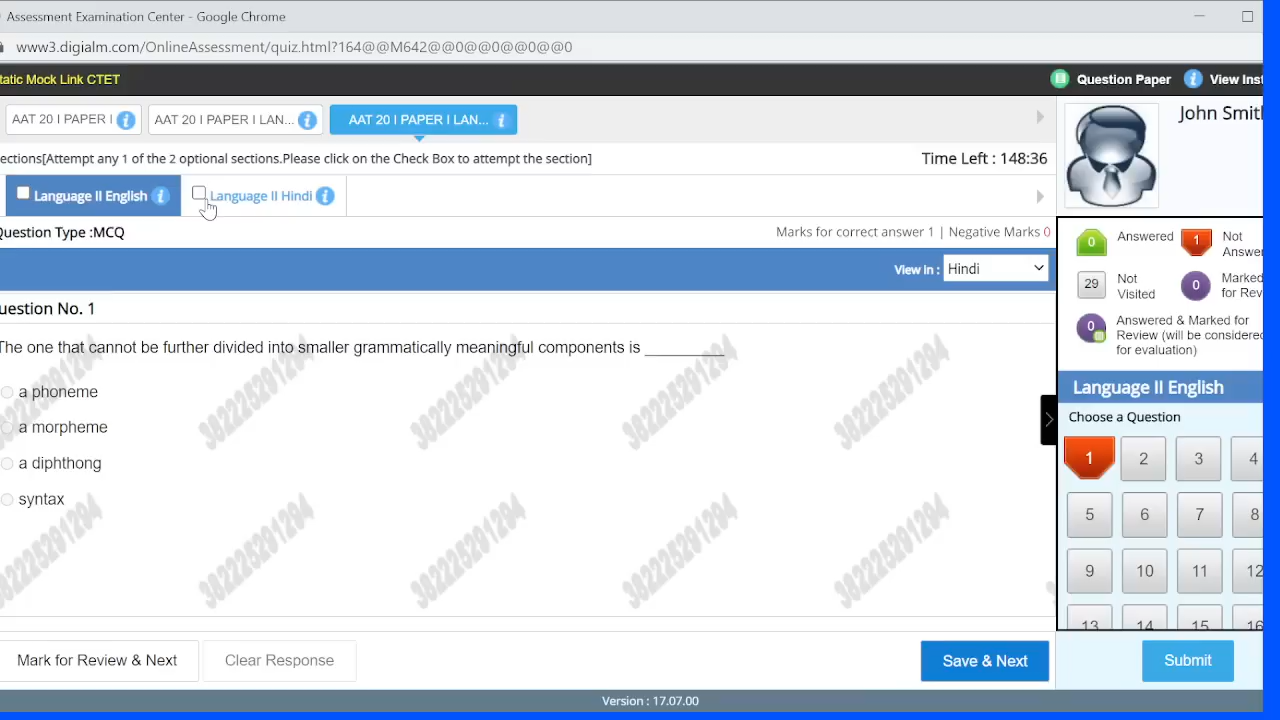 Assessment Examination Center - Google Chrome
www3.digialm.com/OnlineAssessment/quiz.html?164@@M642@@0@@0@@0@@0
tatic Mock Link CTET
Question Paper
View Inst
AAT 20 I PAPER I
AAT 20 I PAPER I LAN...
AAT 20 I PAPER I LAN...
John Smith
ections[Attempt any 1 of the 2 optional sections.Please click on the Check Box to attempt the section]
Time Left : 148:36
Language II English
Language II Hindi
Question Type :MCQ
Marks for correct answer 1 | Negative Marks 0
View In :
Hindi
uestion No. 1
The one that cannot be further divided into smaller grammatically meaningful components is __________
a phoneme
a morpheme
a diphthong
syntax
0 Answered
1 Not Answe
29 Not Visited
0 Marked for Rev
0 Answered & Marked for Review (will be considered for evaluation)
Language II English
Choose a Question
1 2 3 4
5 6 7 8
9 10 11 12
13 14 15 16
Mark for Review & Next
Clear Response
Save & Next
Submit
Version : 17.07.00
382225291294